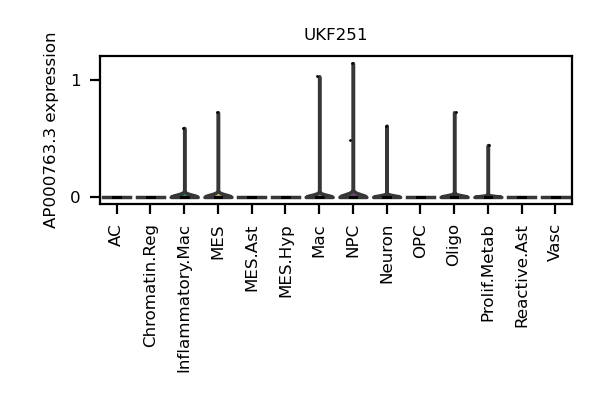 UKF251
AP000763.3 expression
1
0
AC
Chromatin.Reg
Inflammatory.Mac
MES
MES.Ast
MES.Hyp
Mac
NPC
Neuron
OPC
Oligo
Prolif.Metab
Reactive.Ast
Vasc